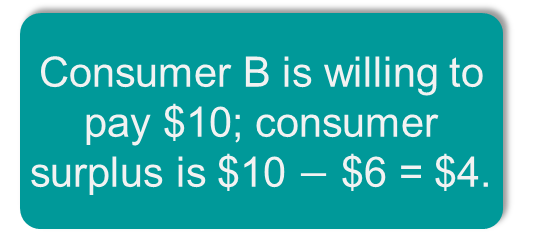 Consumer B is willing to
pay $10; consumer
surplus is $10 – $6 = $4.